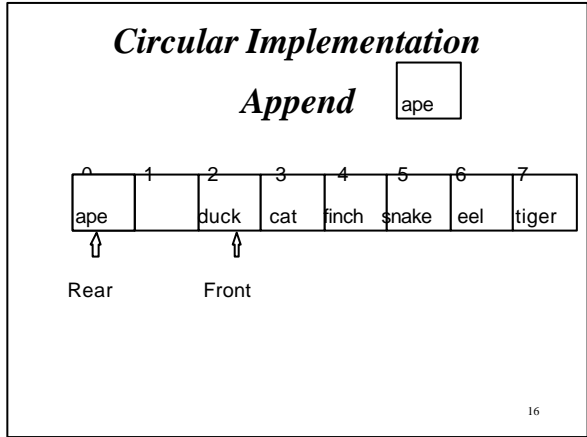 Circular Implementation
Append
ape
0 1 2 3 4 5 6 7
ape duck cat finch snake eel tiger
Rear Front
16